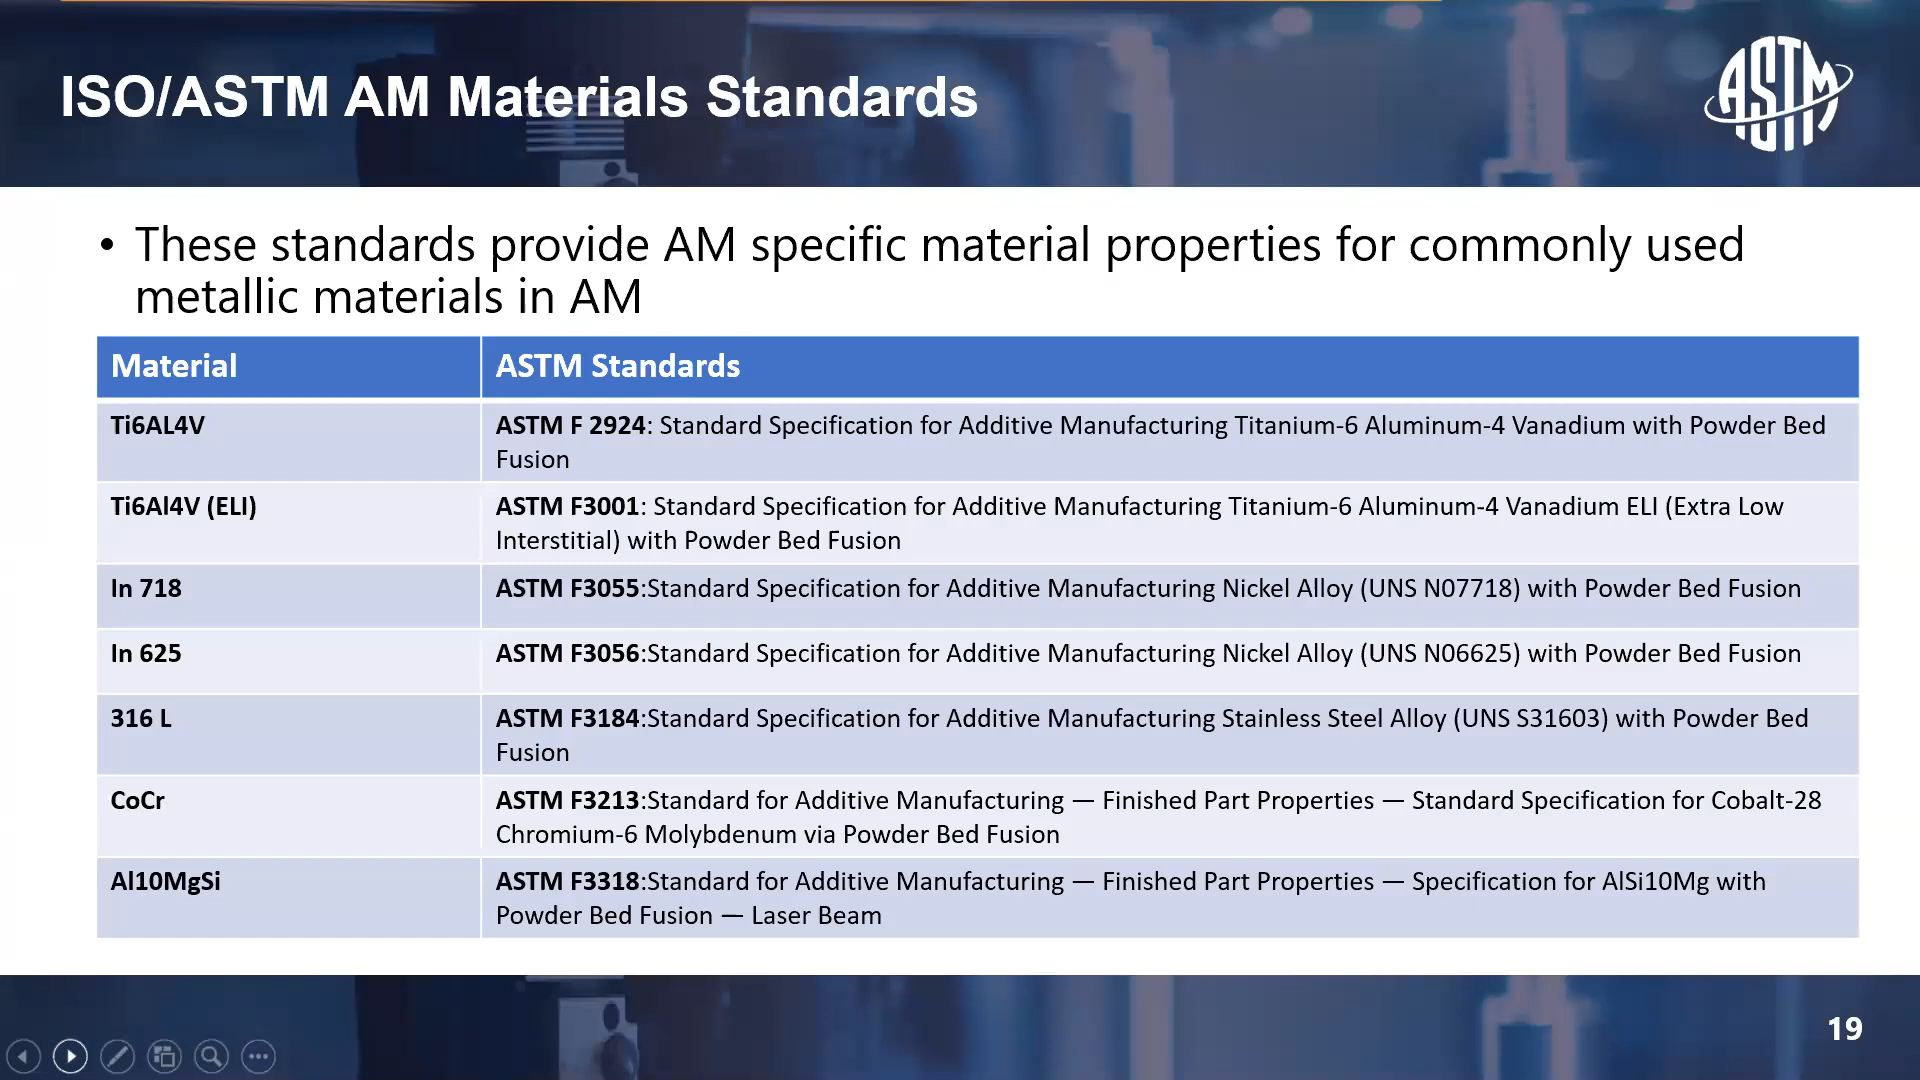 ISO/ASTM AM Materials Standards
ASTM
• These standards provide AM specific material properties for commonly used
metallic materials in AM
Material
ASTM Standards
Ti6AL4V
ASTM F 2924: Standard Specification for Additive Manufacturing Titanium-6 Aluminum-4 Vanadium with Powder Bed
Fusion
Ti6Al4V (ELI)
ASTM F3001: Standard Specification for Additive Manufacturing Titanium-6 Aluminum-4 Vanadium ELI (Extra Low
Interstitial) with Powder Bed Fusion
In 718
ASTM F3055:Standard Specification for Additive Manufacturing Nickel Alloy (UNS N07718) with Powder Bed Fusion
In 625
ASTM F3056:Standard Specification for Additive Manufacturing Nickel Alloy (UNS N06625) with Powder Bed Fusion
316 L
ASTM F3184:Standard Specification for Additive Manufacturing Stainless Steel Alloy (UNS S31603) with Powder Bed
Fusion
CoCr
ASTM F3213:Standard for Additive Manufacturing — Finished Part Properties — Standard Specification for Cobalt-28
Chromium-6 Molybdenum via Powder Bed Fusion
Al10MgSi
ASTM F3318:Standard for Additive Manufacturing — Finished Part Properties — Specification for AlSi10Mg with
Powder Bed Fusion — Laser Beam
19